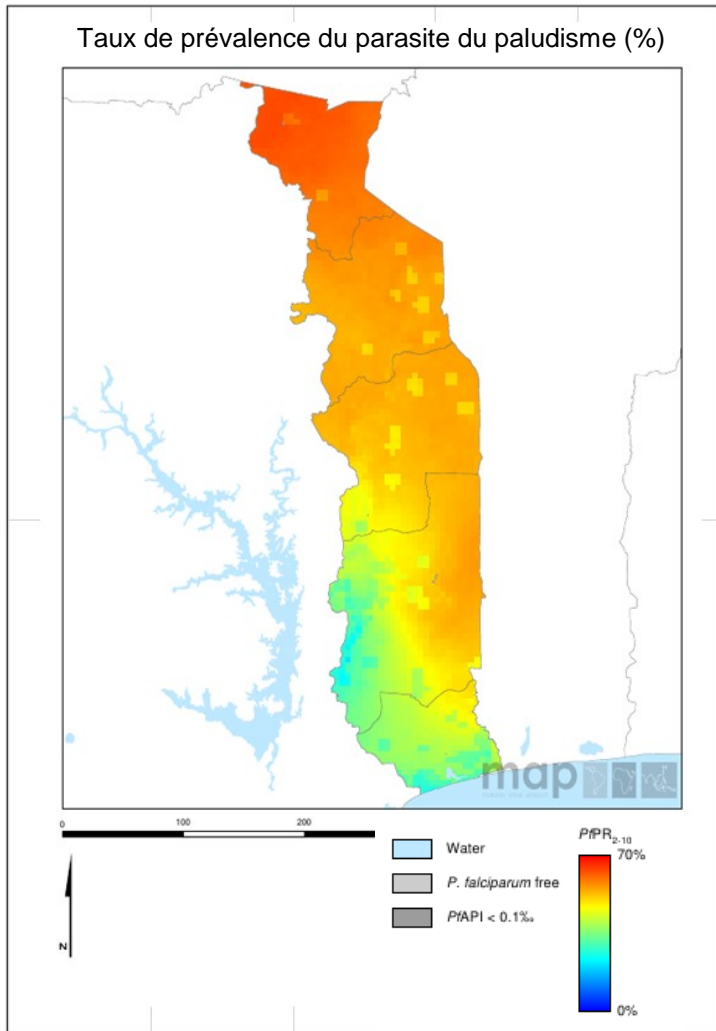 Taux de prévalence du parasite du paludisme (%)
map
0 100 200
N
Water
P. falciparum free
PfAPI < 0.1‰
PfPR2-10
70%
0%